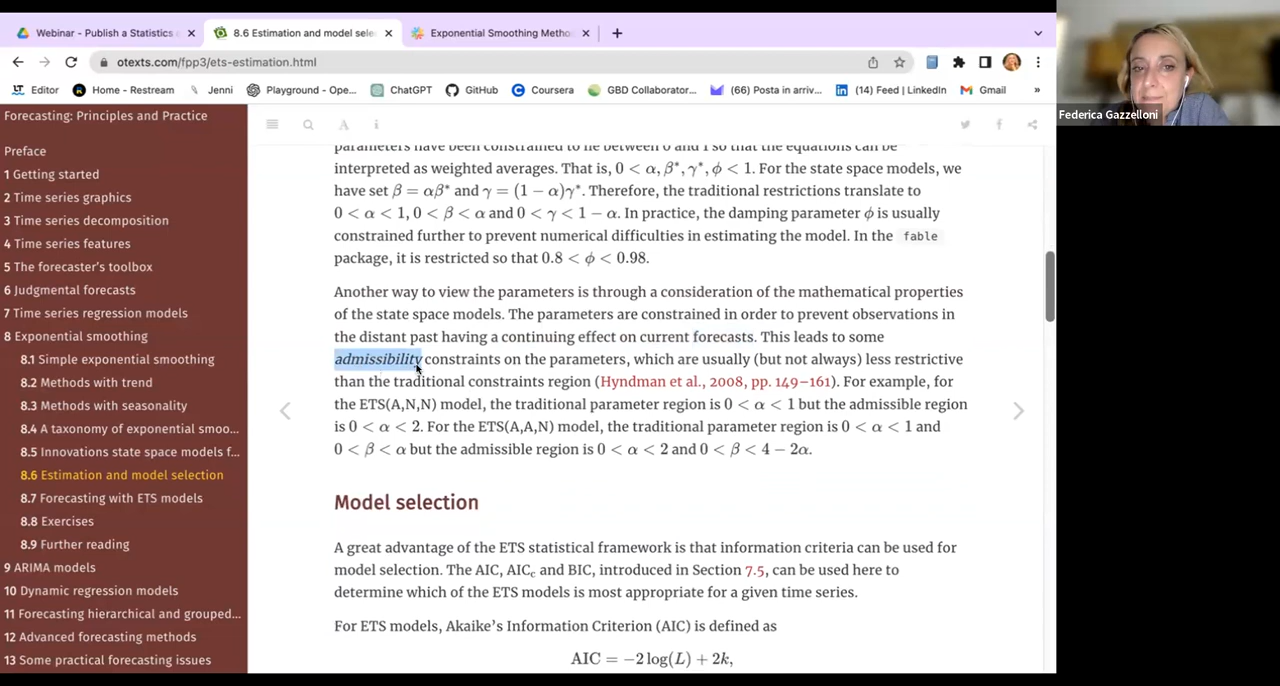 Webinar - Publish a Statistics
8.6 Estimation and model sele
Exponential Smoothing Metho
otexts.com/fpp3/ets-estimation.html
Editor
Home - Restream
Jenni
Playground - Ope...
ChatGPT
GitHub
Coursera
GBD Collaborator...
(66) Posta in arriv...
(14) Feed | LinkedIn
Gmail
»
Federica Gazzelloni
Forecasting: Principles and Practice
Preface
1 Getting started
2 Time series graphics
3 Time series decomposition
4 Time series features
5 The forecaster's toolbox
6 Judgmental forecasts
7 Time series regression models
8 Exponential smoothing
8.1 Simple exponential smoothing
8.2 Methods with trend
8.3 Methods with seasonality
8.4 A taxonomy of exponential smoo...
8.5 Innovations state space models f...
8.6 Estimation and model selection
8.7 Forecasting with ETS models
8.8 Exercises
8.9 Further reading
9 ARIMA models
10 Dynamic regression models
11 Forecasting hierarchical and grouped...
12 Advanced forecasting methods
13 Some practical forecasting issues
parameters have been constrained to lie between 0 and 1 so that the equations can be
interpreted as weighted averages. That is, 0 < α, β*, γ*, ϕ < 1. For the state space models, we
have set β = αβ* and γ = (1 − α)γ*. Therefore, the traditional restrictions translate to
0 < α < 1, 0 < β < α and 0 < γ < 1 − α. In practice, the damping parameter ϕ is usually
constrained further to prevent numerical difficulties in estimating the model. In the fable
package, it is restricted so that 0.8 < ϕ < 0.98.
Another way to view the parameters is through a consideration of the mathematical properties
of the state space models. The parameters are constrained in order to prevent observations in
the distant past having a continuing effect on current forecasts. This leads to some
admissibility constraints on the parameters, which are usually (but not always) less restrictive
than the traditional constraints region (Hyndman et al., 2008, pp. 149–161). For example, for
the ETS(A,N,N) model, the traditional parameter region is 0 < α < 1 but the admissible region
is 0 < α < 2. For the ETS(A,A,N) model, the traditional parameter region is 0 < α < 1 and
0 < β < α but the admissible region is 0 < α < 2 and 0 < β < 4 − 2α.
Model selection
A great advantage of the ETS statistical framework is that information criteria can be used for
model selection. The AIC, AICc and BIC, introduced in Section 7.5, can be used here to
determine which of the ETS models is most appropriate for a given time series.
For ETS models, Akaike's Information Criterion (AIC) is defined as
AIC = −2 log(L) + 2k,